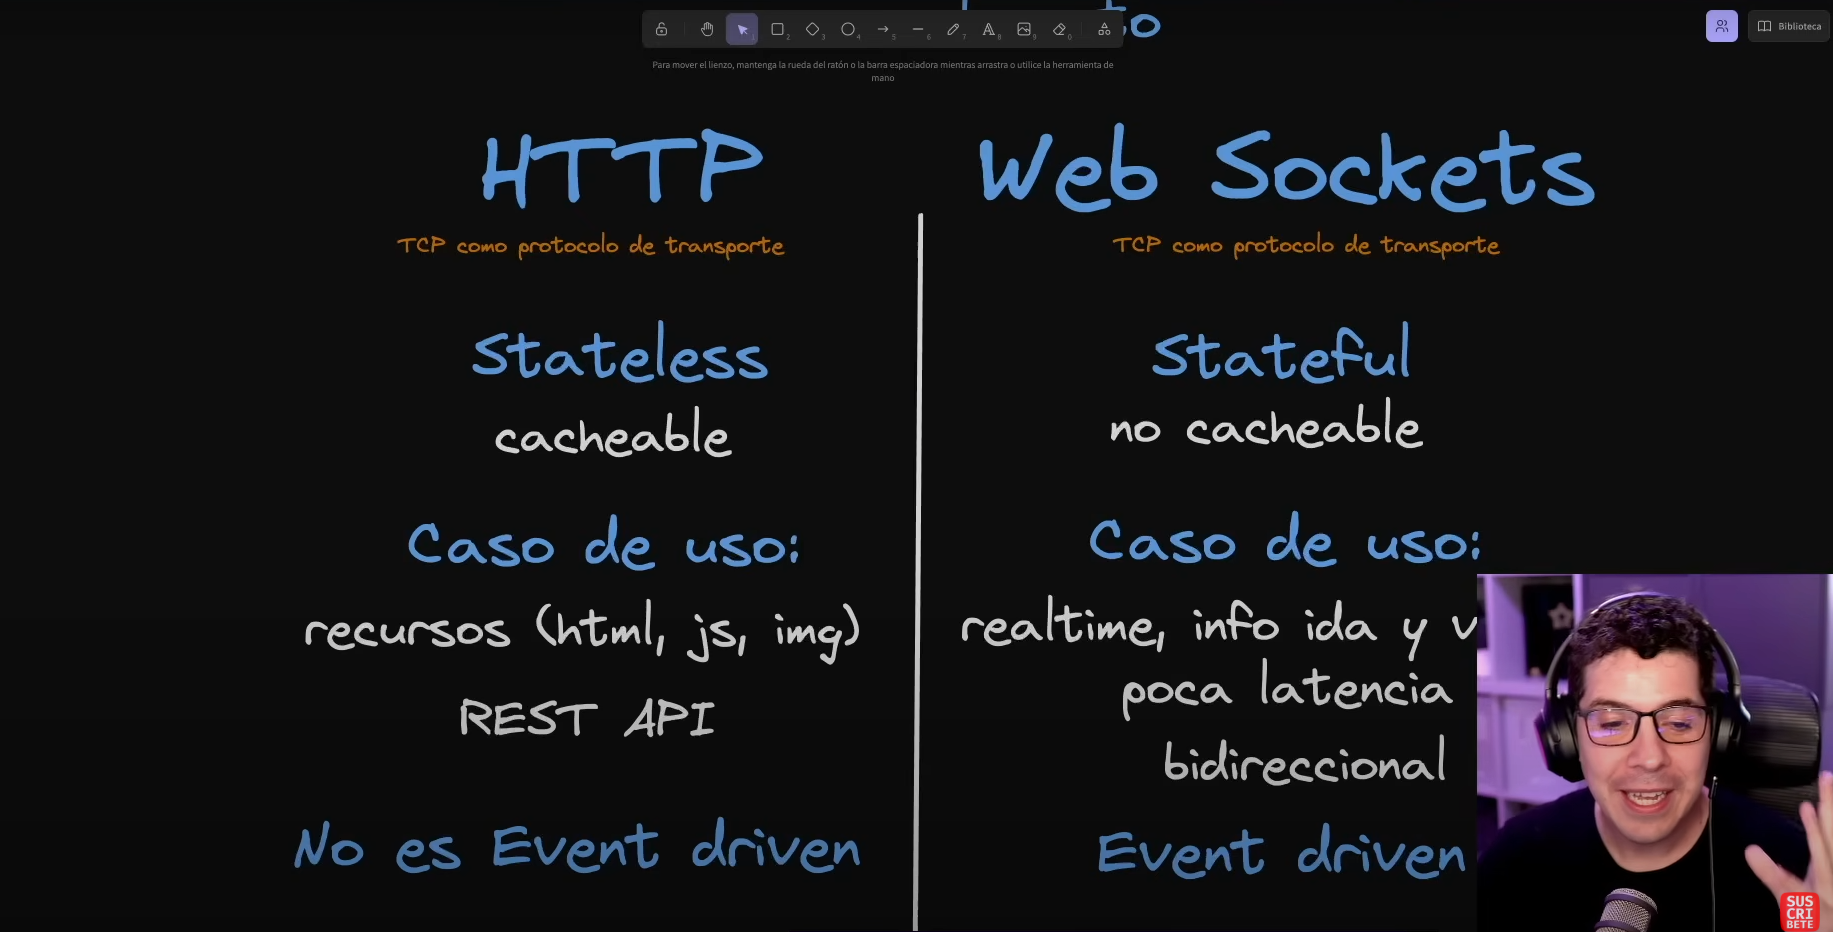 to
Biblioteca
Para mover el lienzo, mantenga la rueda del ratón o la barra espaciadora mientras arrastra o utilice la herramienta de
mano
HTTP
TCP como protocolo de transporte
Stateless
cacheable
Caso de uso:
recursos (html, js, img)
REST API
No es Event driven
Web Sockets
TCP como protocolo de transporte
Stateful
no cacheable
Caso de uso:
realtime, info ida y v
poca latencia
bidireccional
Event driven
SUS
CRI
BETE